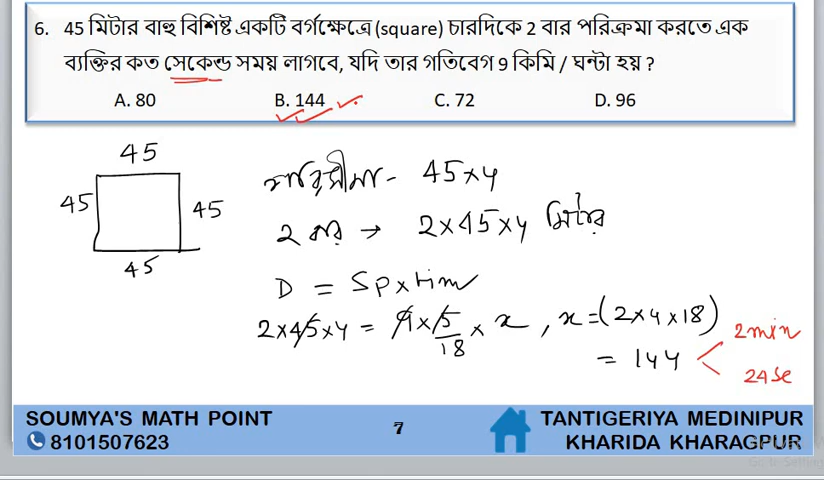 6. 45 মিটার বাহু বিশিষ্ট একটি বর্গক্ষেত্রে (square) চারদিকে 2 বার পরিক্রমা করতে এক
ব্যক্তির কত সেকেন্ড সময় লাগবে, যদি তার গতিবেগ 9 কিমি / ঘন্টা হয় ?
A. 80 B. 144 C. 72 D. 96
45
45
45
45
পরিসীমা - 45×4
2 বার → 2×45×4 মিটার
D = Sp×tim
2×45×4 = 9×5/18 × x , x = (2×4×18)
= 144
2min
24se
SOUMYA'S MATH POINT
8101507623
7
TANTIGERIYA MEDINIPUR
KHARIDA KHARAGPUR